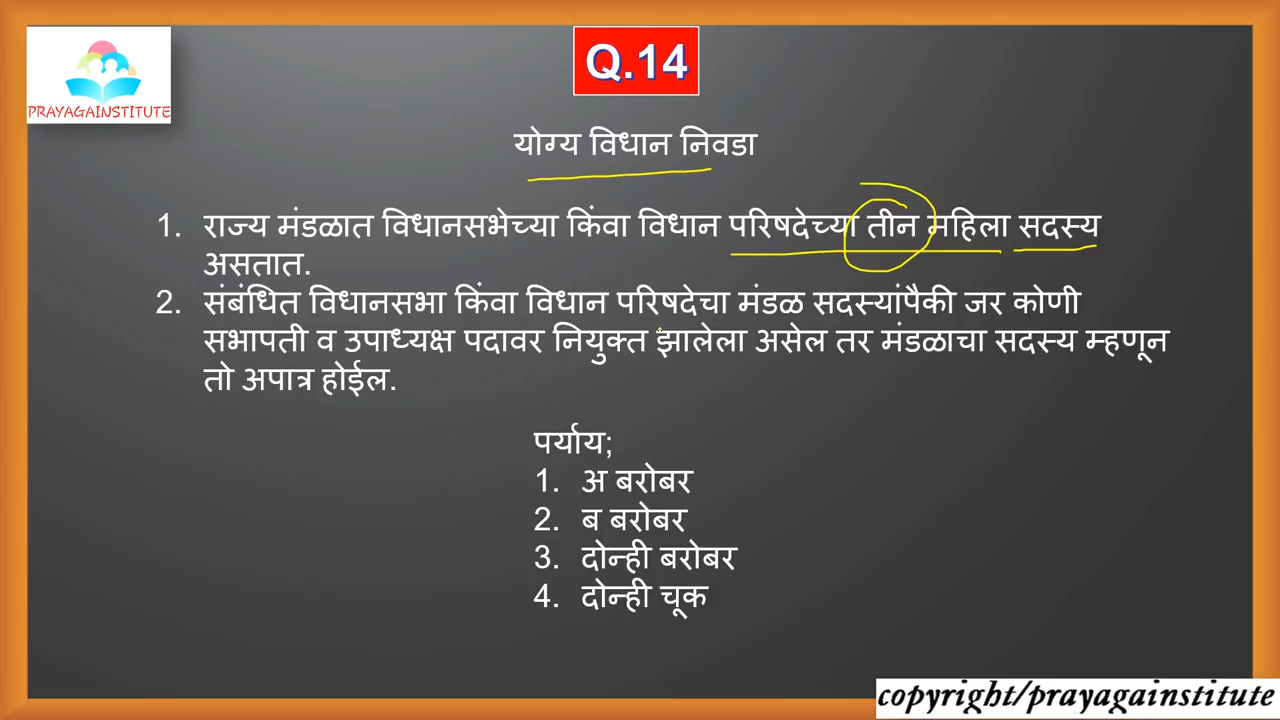 PRAYAGAINSTITUTE
Q.14
योग्य विधान निवडा
1. राज्य मंडळात विधानसभेच्या किंवा विधान परिषदेच्या तीन महिला सदस्य
असतात.
2. संबंधित विधानसभा किंवा विधान परिषदेचा मंडळ सदस्यांपैकी जर कोणी
सभापती व उपाध्यक्ष पदावर नियुक्त झालेला असेल तर मंडळाचा सदस्य म्हणून
तो अपात्र होईल.
पर्याय;
1. अ बरोबर
2. ब बरोबर
3. दोन्ही बरोबर
4. दोन्ही चूक
copyright/prayagainstitute